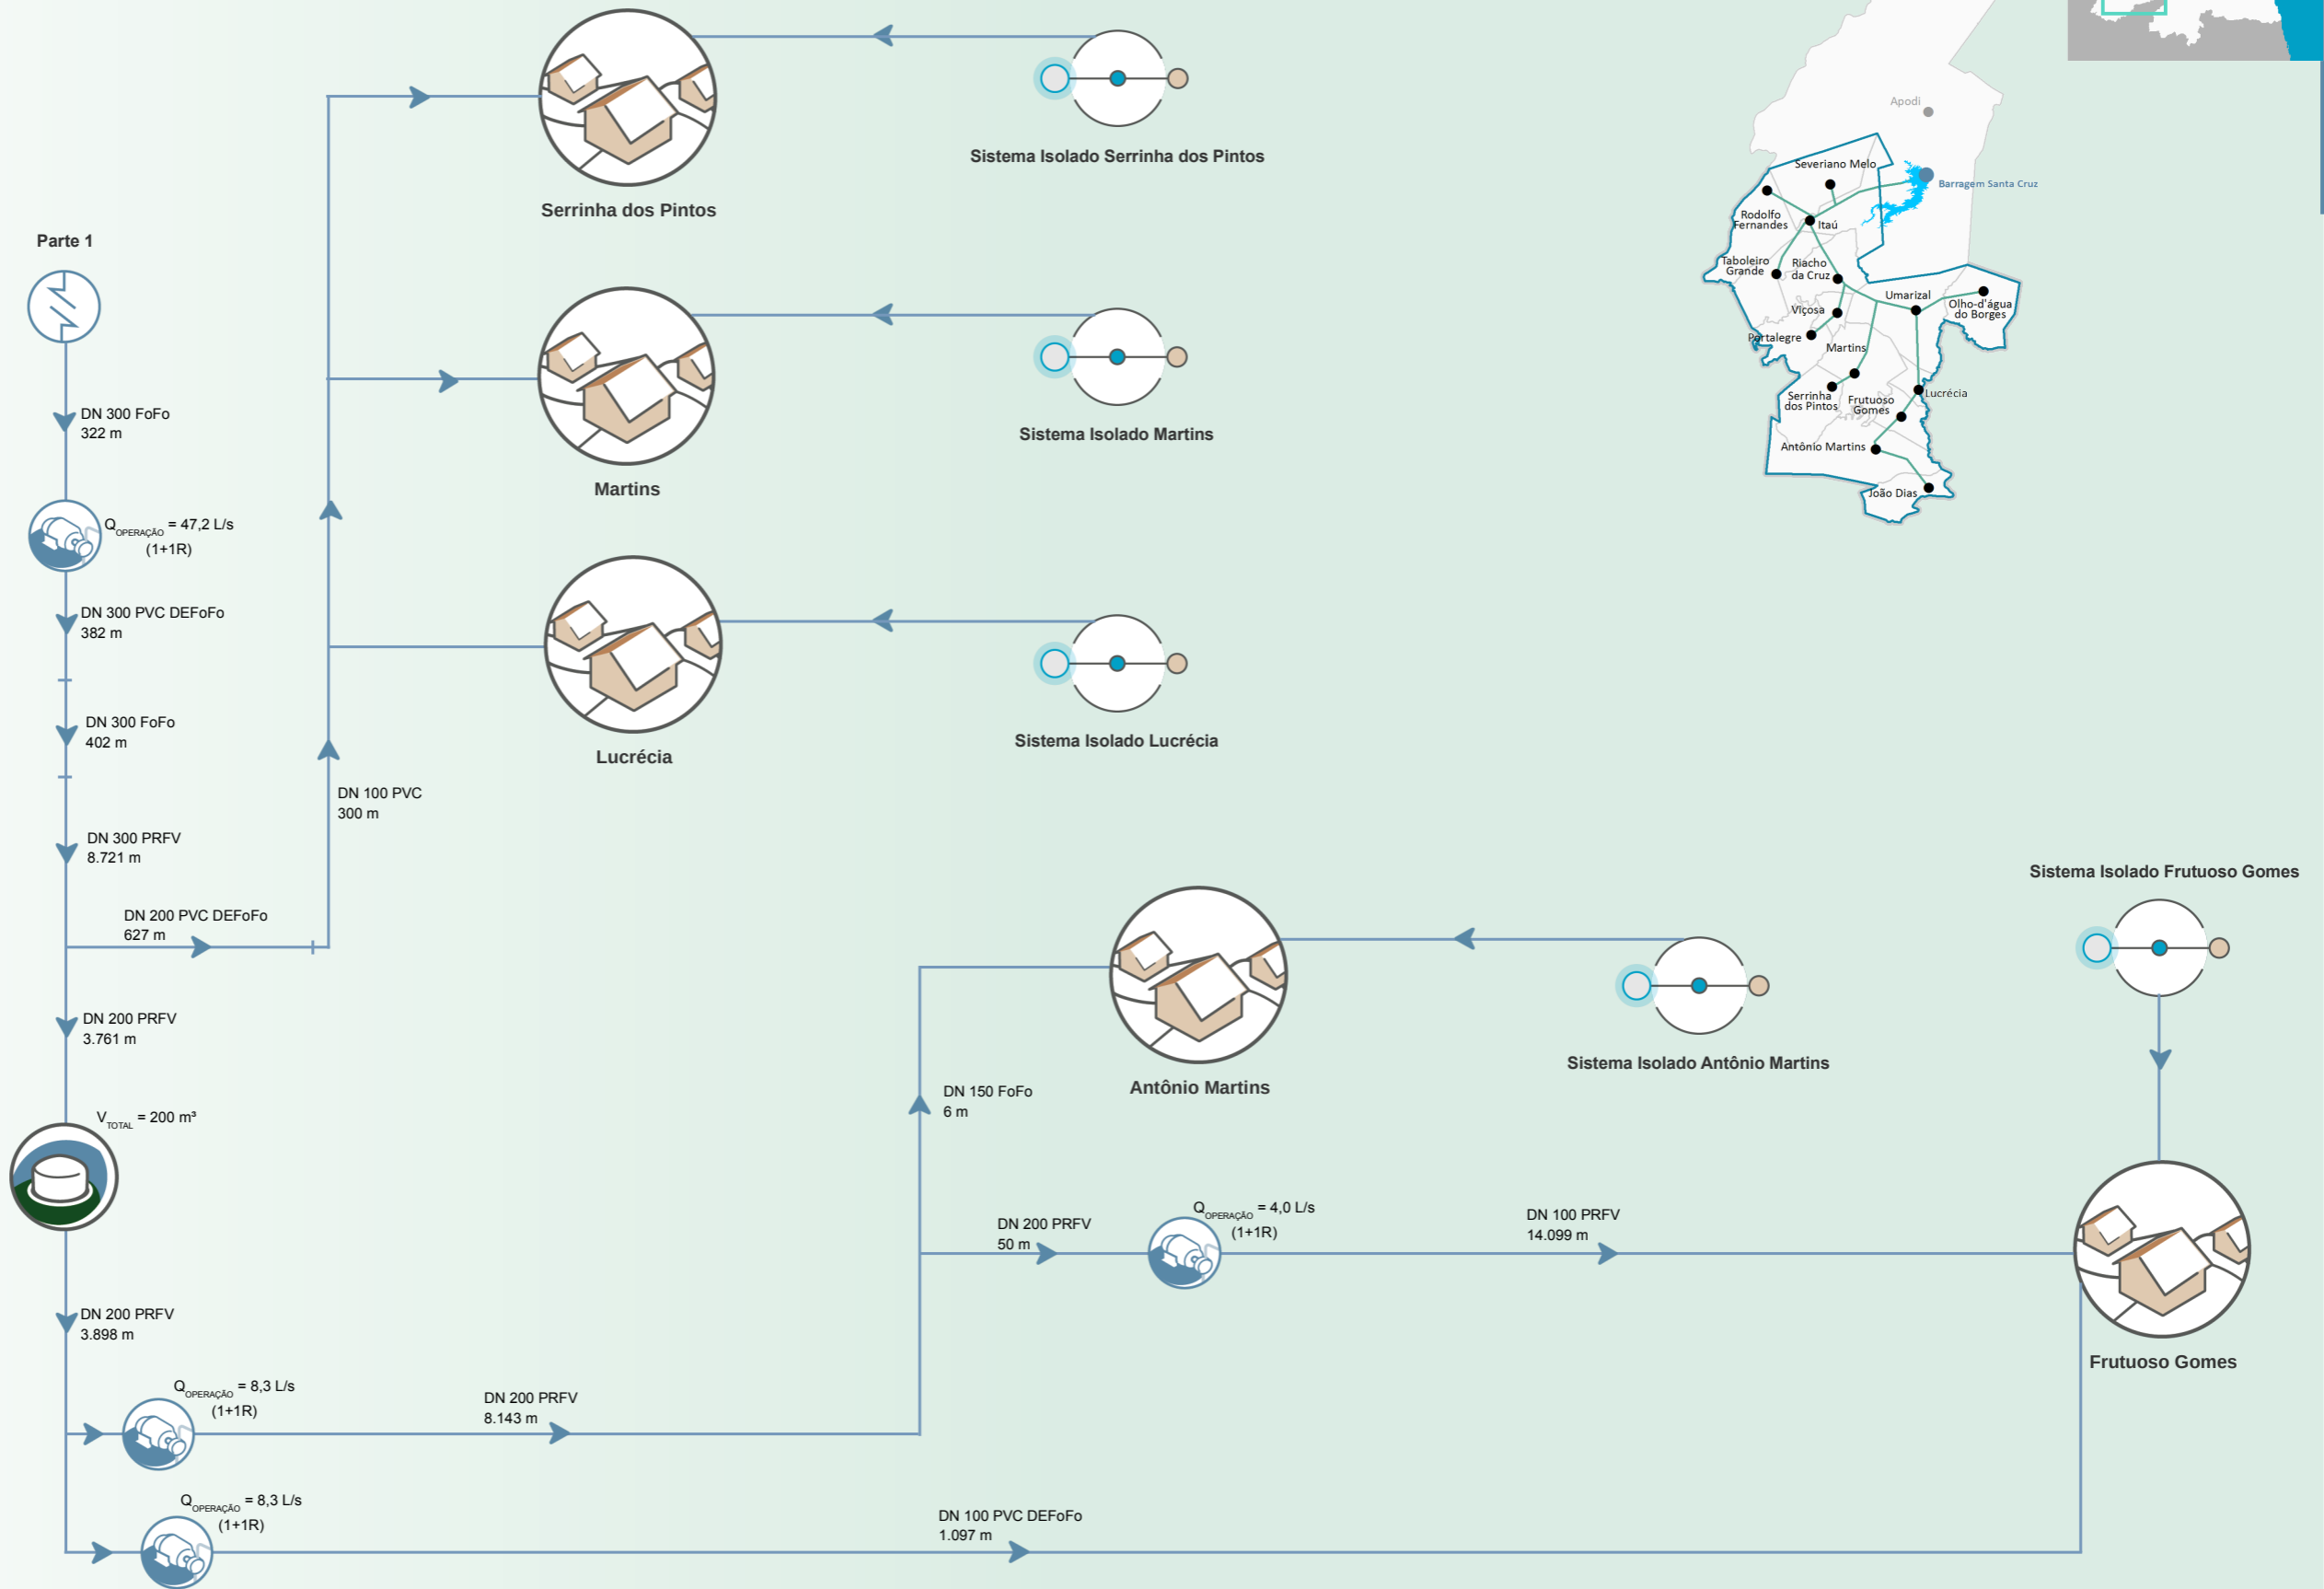 Parte 1
DN 300 FoFo
322 m
QOPERAÇÃO = 47,2 L/s
(1+1R)
DN 300 PVC DEFoFo
382 m
DN 300 FoFo
402 m
DN 300 PRFV
8.721 m
DN 200 PVC DEFoFo
627 m
DN 100 PVC
300 m
DN 200 PRFV
3.761 m
VTOTAL = 200 m³
DN 200 PRFV
3.898 m
QOPERAÇÃO = 8,3 L/s
(1+1R)
DN 200 PRFV
8.143 m
QOPERAÇÃO = 8,3 L/s
(1+1R)
DN 100 PVC DEFoFo
1.097 m
Serrinha dos Pintos
Sistema Isolado Serrinha dos Pintos
Martins
Sistema Isolado Martins
Lucrécia
Sistema Isolado Lucrécia
Antônio Martins
Sistema Isolado Antônio Martins
DN 150 FoFo
6 m
DN 200 PRFV
50 m
QOPERAÇÃO = 4,0 L/s
(1+1R)
DN 100 PRFV
14.099 m
Sistema Isolado Frutuoso Gomes
Frutuoso Gomes
Apodi
Severiano Melo
Barragem Santa Cruz
Rodolfo
Fernandes
Itaú
Taboleiro
Grande
Riacho
da Cruz
Umarizal
Olho-d'água
do Borges
Viçosa
Portalegre
Martins
Serrinha
dos Pintos
Frutuoso
Gomes
Lucrécia
Antônio Martins
João Dias